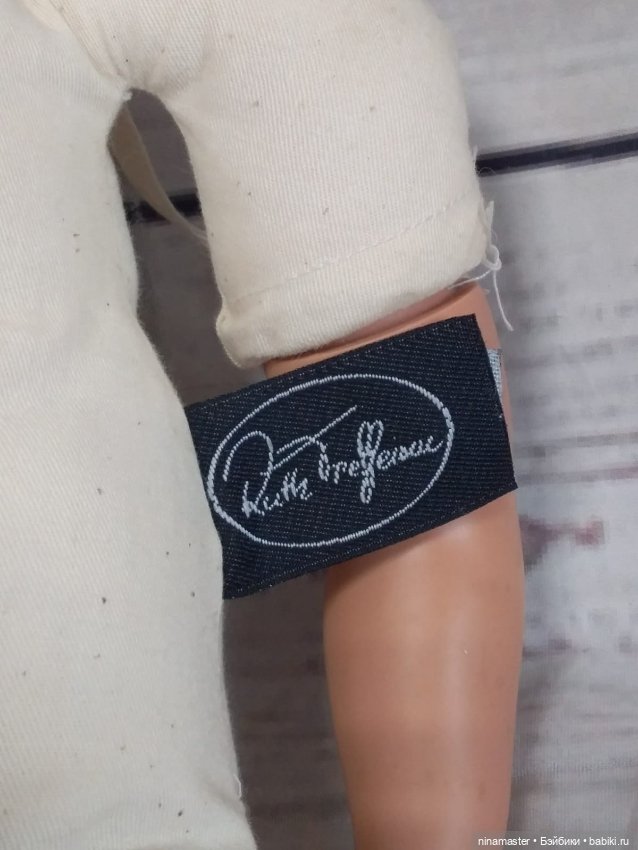 Ruth Treffeisen
ninamaster • Бэйбики • babiki.ru